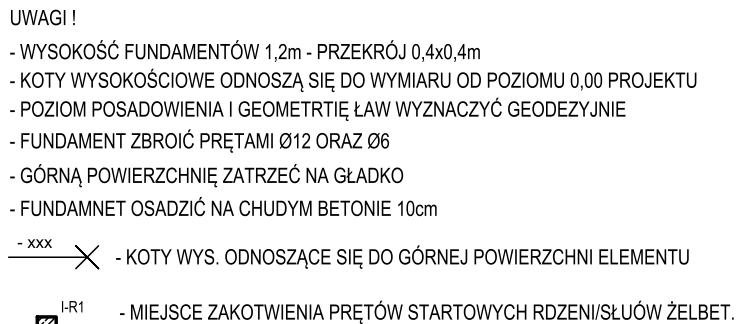 UWAGI !
- WYSOKOŚĆ FUNDAMENTÓW 1,2m - PRZEKRÓJ 0,4x0,4m
- KOTY WYSOKOŚCIOWE ODNOSZĄ SIĘ DO WYMIARU OD POZIOMU 0,00 PROJEKTU
- POZIOM POSADOWIENIA I GEOMETRTIĘ ŁAW WYZNACZYĆ GEODEZYJNIE
- FUNDAMENT ZBROIĆ PRĘTAMI Ø12 ORAZ Ø6
- GÓRNĄ POWIERZCHNIĘ ZATRZEĆ NA GŁADKO
- FUNDAMNET OSADZIĆ NA CHUDYM BETONIE 10cm
- xxx - KOTY WYS. ODNOSZĄCE SIĘ DO GÓRNEJ POWIERZCHNI ELEMENTU
I-R1 - MIEJSCE ZAKOTWIENIA PRĘTÓW STARTOWYCH RDZENI/SŁUÓW ŻELBET.